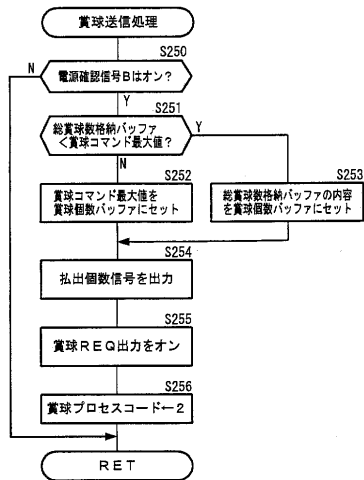 賞球送信処理
S250
N
電源確認信号Bはオン？
Y
S251
総賞球数格納バッファ
＜賞球コマンド最大値？
Y
N
S252
賞球コマンド最大値を
賞球個数バッファにセット
S253
総賞球数格納バッファの内容
を賞球個数バッファにセット
S254
払出個数信号を出力
S255
賞球ＲＥＱ出力をオン
S256
賞球プロセスコード←2
ＲＥＴ